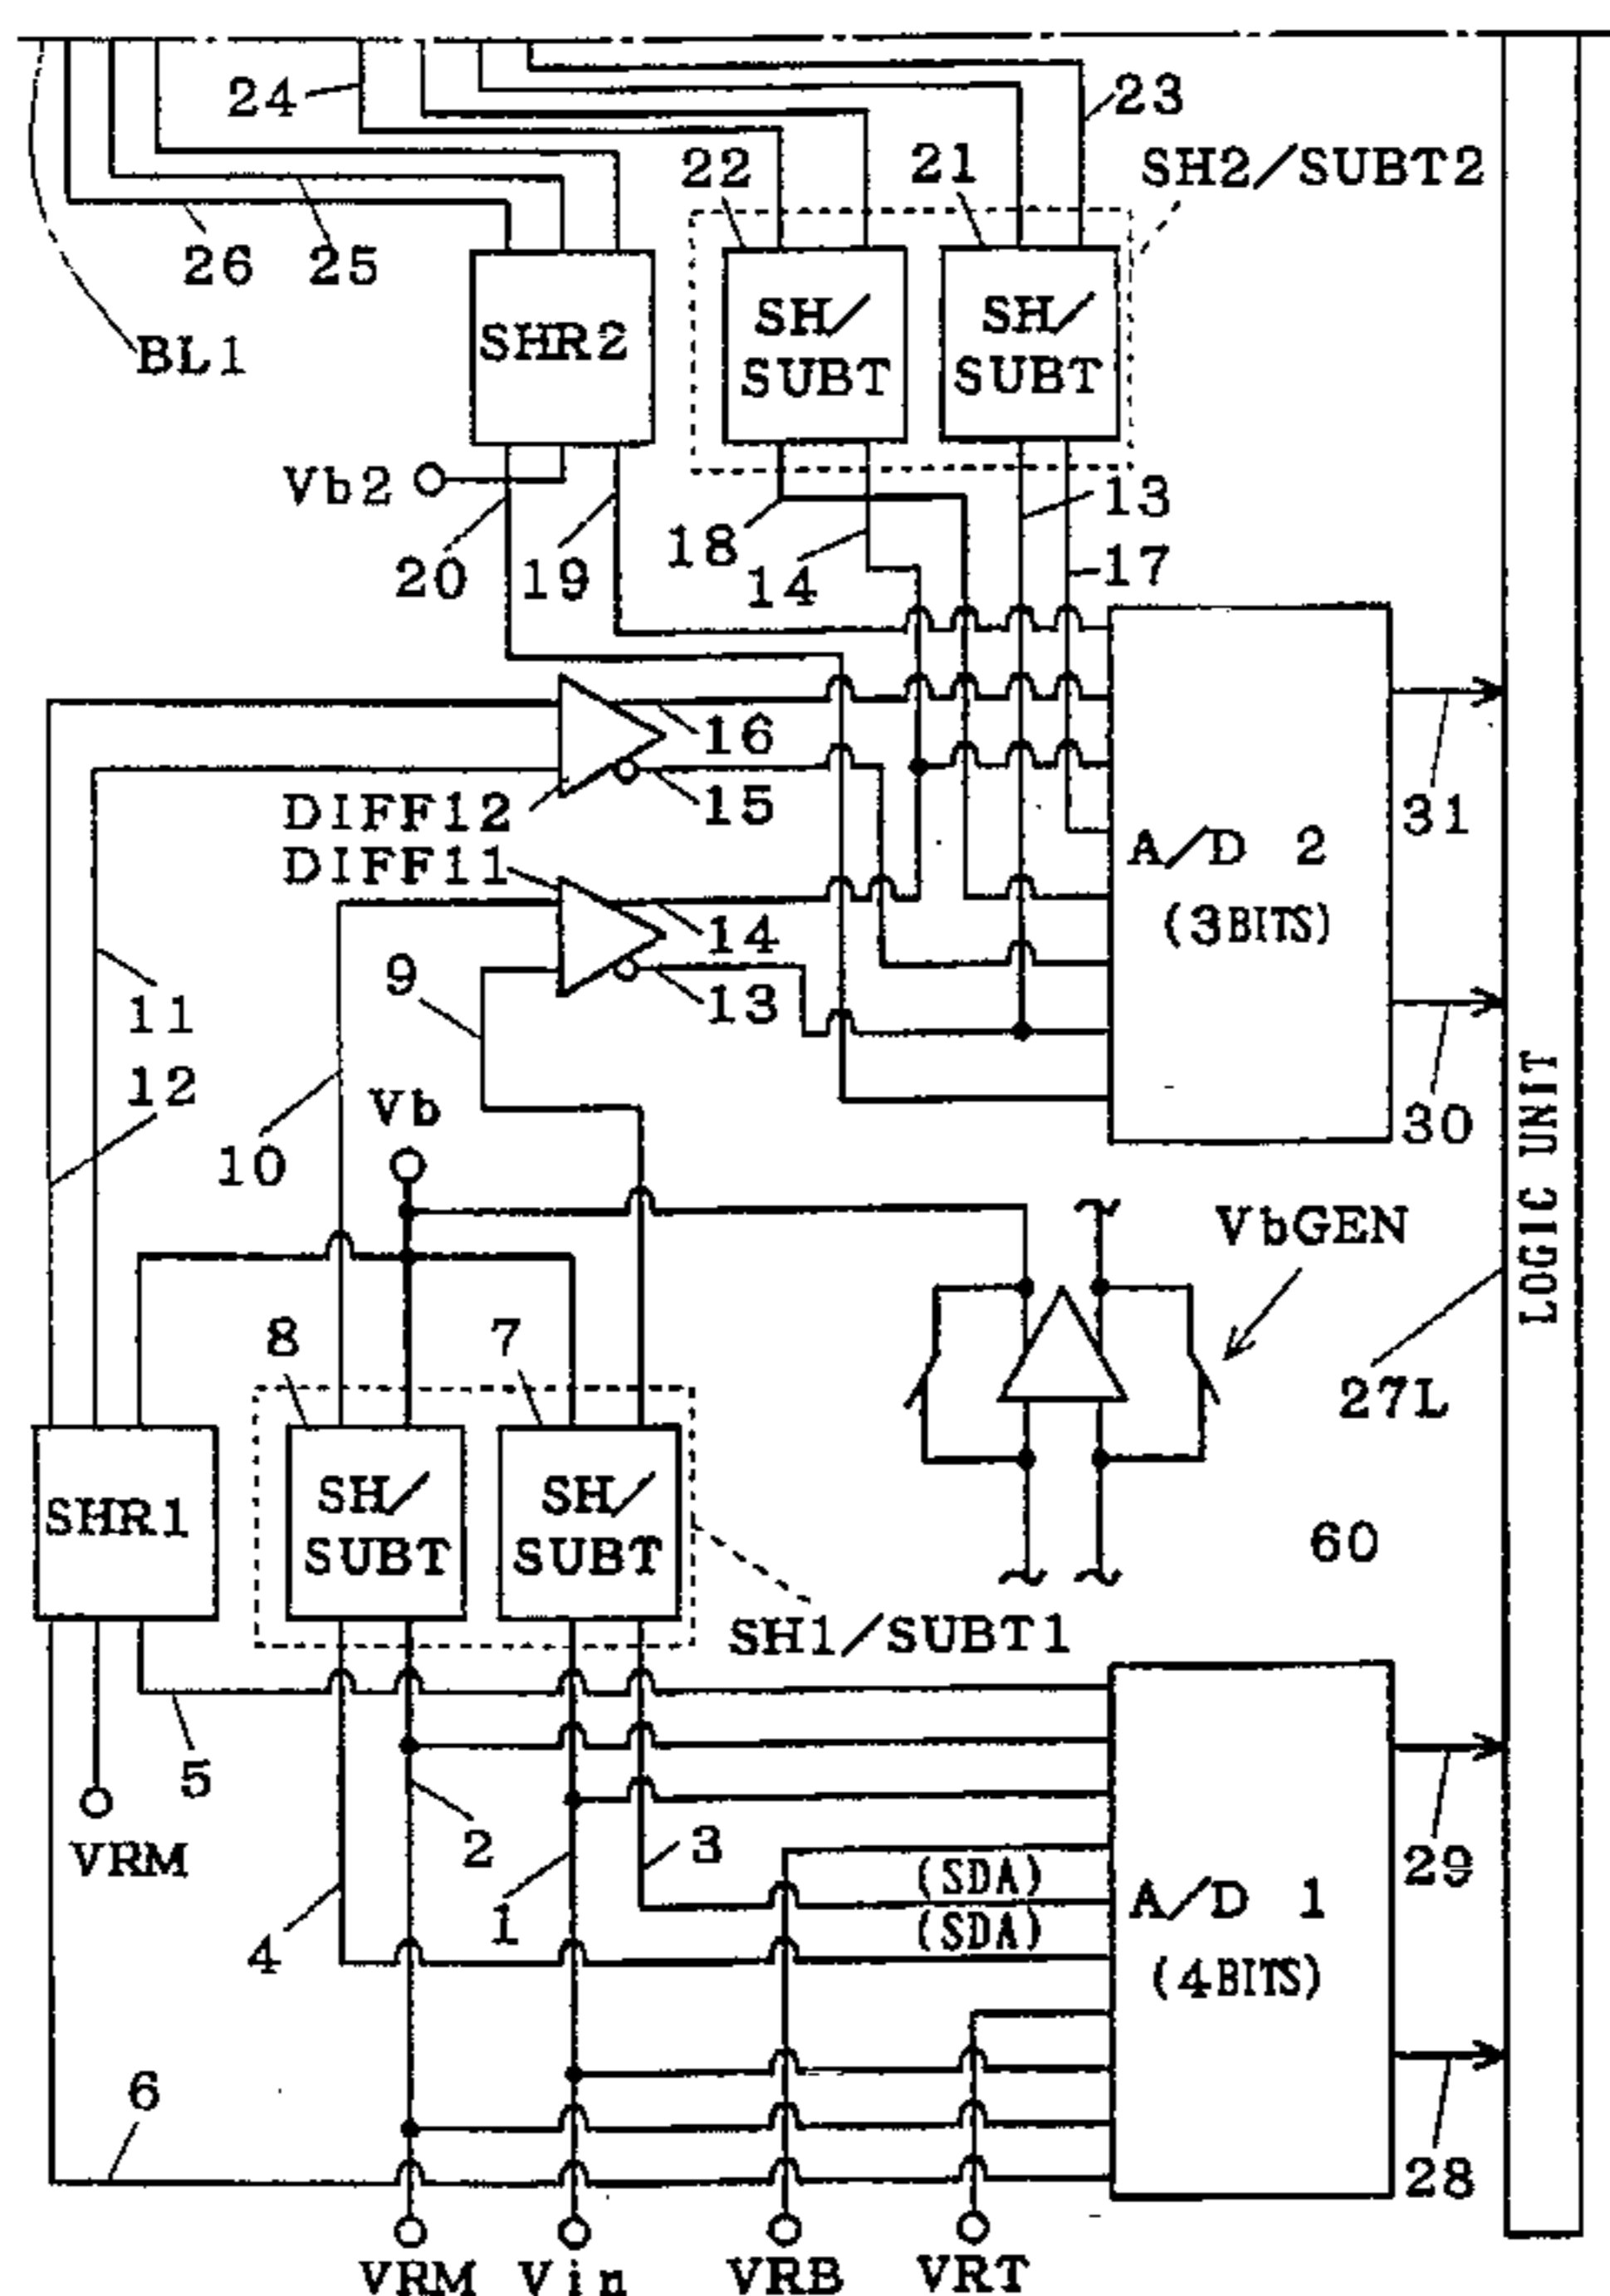 24
23
22
21
SH2/SUBT2
26
25
BL1
SHR2
SH/
SUBT
SH/
SUBT
Vb2
20
19
18
14
13
17
16
15
DIFF12
DIFF11
14
13
A/D 2
(3BITS)
31
30
11
12
9
10
Vb
VbGEN
LOGIC UNIT
27L
8
7
SHR1
SH/
SUBT
SH/
SUBT
60
SH1/SUBT1
5
VRM
2
3
1
4
(SDA)
(SDA)
A/D 1
(4BITS)
29
28
6
VRM
Vin
VRB
VRT